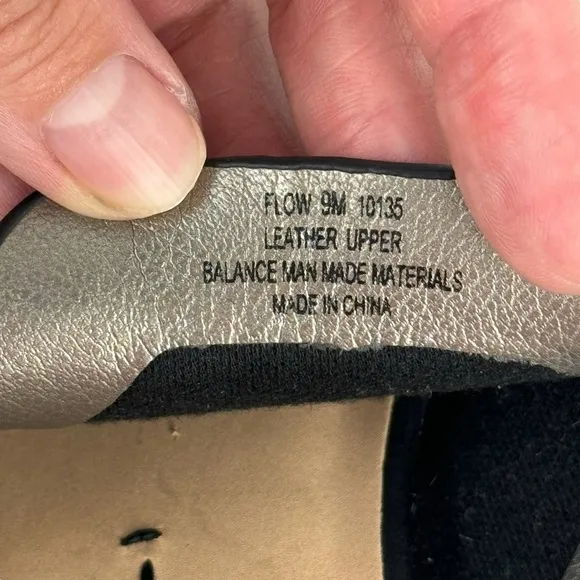 FLOW 9M 10135
LEATHER UPPER
BALANCE MAN MADE MATERIALS
MADE IN CHINA